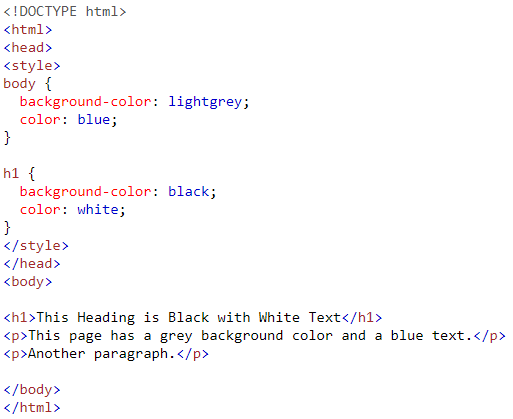 <!DOCTYPE html>
<html>
<head>
<style>
body {
  background-color: lightgrey;
  color: blue;
}

h1 {
  background-color: black;
  color: white;
}
</style>
</head>
<body>

<h1>This Heading is Black with White Text</h1>
<p>This page has a grey background color and a blue text.</p>
<p>Another paragraph.</p>

</body>
</html>